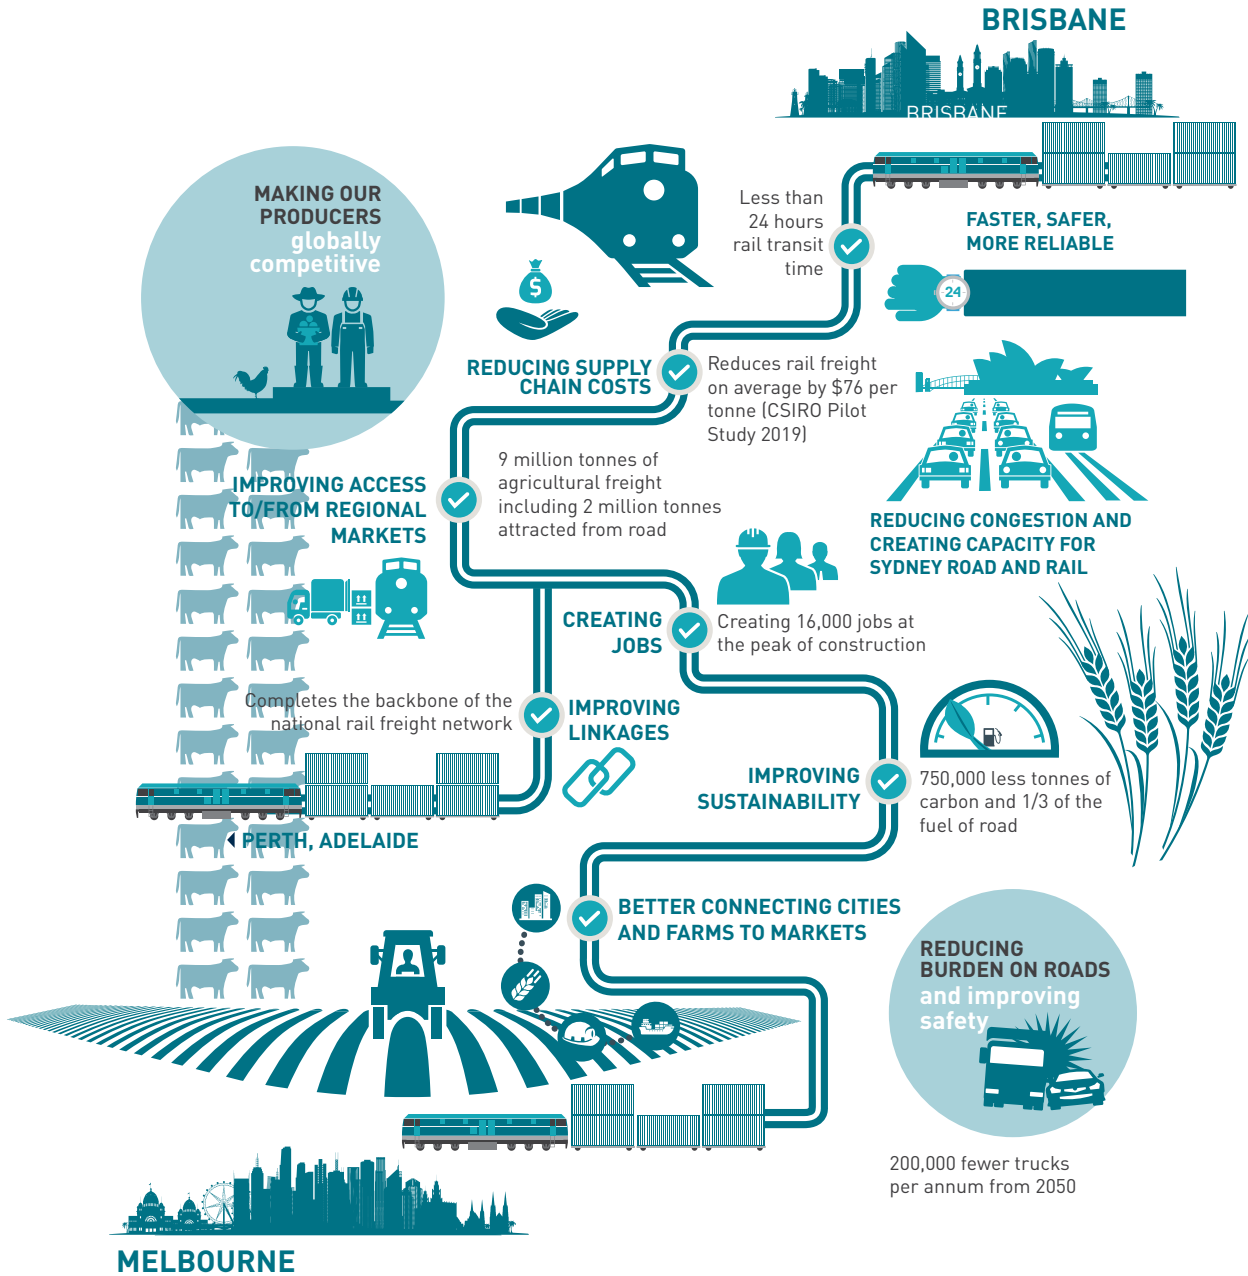 BRISBANE
BRISBANE
MAKING OUR
PRODUCERS
globally
competitive
Less than
24 hours
rail transit
time
FASTER, SAFER,
MORE RELIABLE
24
$
REDUCING SUPPLY
CHAIN COSTS
Reduces rail freight
on average by $76 per
tonne (CSIRO Pilot
Study 2019)
IMPROVING ACCESS
TO/FROM REGIONAL
MARKETS
9 million tonnes of
agricultural freight
including 2 million tonnes
attracted from road
REDUCING CONGESTION AND
CREATING CAPACITY FOR
SYDNEY ROAD AND RAIL
CREATING
JOBS
Creating 16,000 jobs at
the peak of construction
Completes the backbone of the
national rail freight network
IMPROVING
LINKAGES
IMPROVING
SUSTAINABILITY
750,000 less tonnes of
carbon and 1/3 of the
fuel of road
PERTH, ADELAIDE
BETTER CONNECTING CITIES
AND FARMS TO MARKETS
REDUCING
BURDEN ON ROADS
and improving
safety
200,000 fewer trucks
per annum from 2050
MELBOURNE